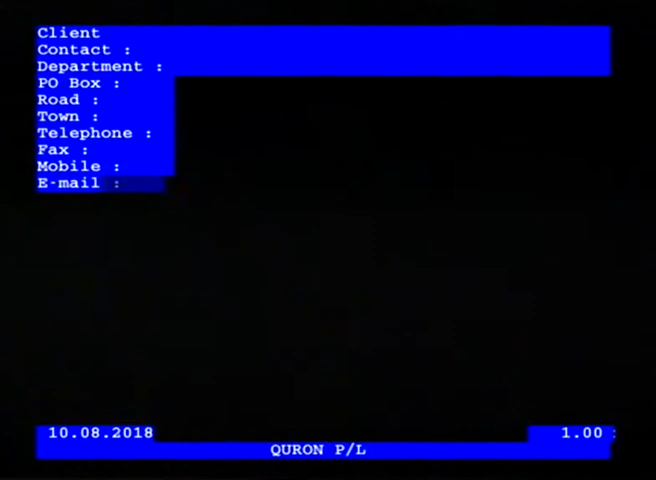 Client
Contact :
Department :
PO Box :
Road :
Town :
Telephone :
Fax :
Mobile :
E-mail :
10.08.2018 1.00 :
QURON P/L